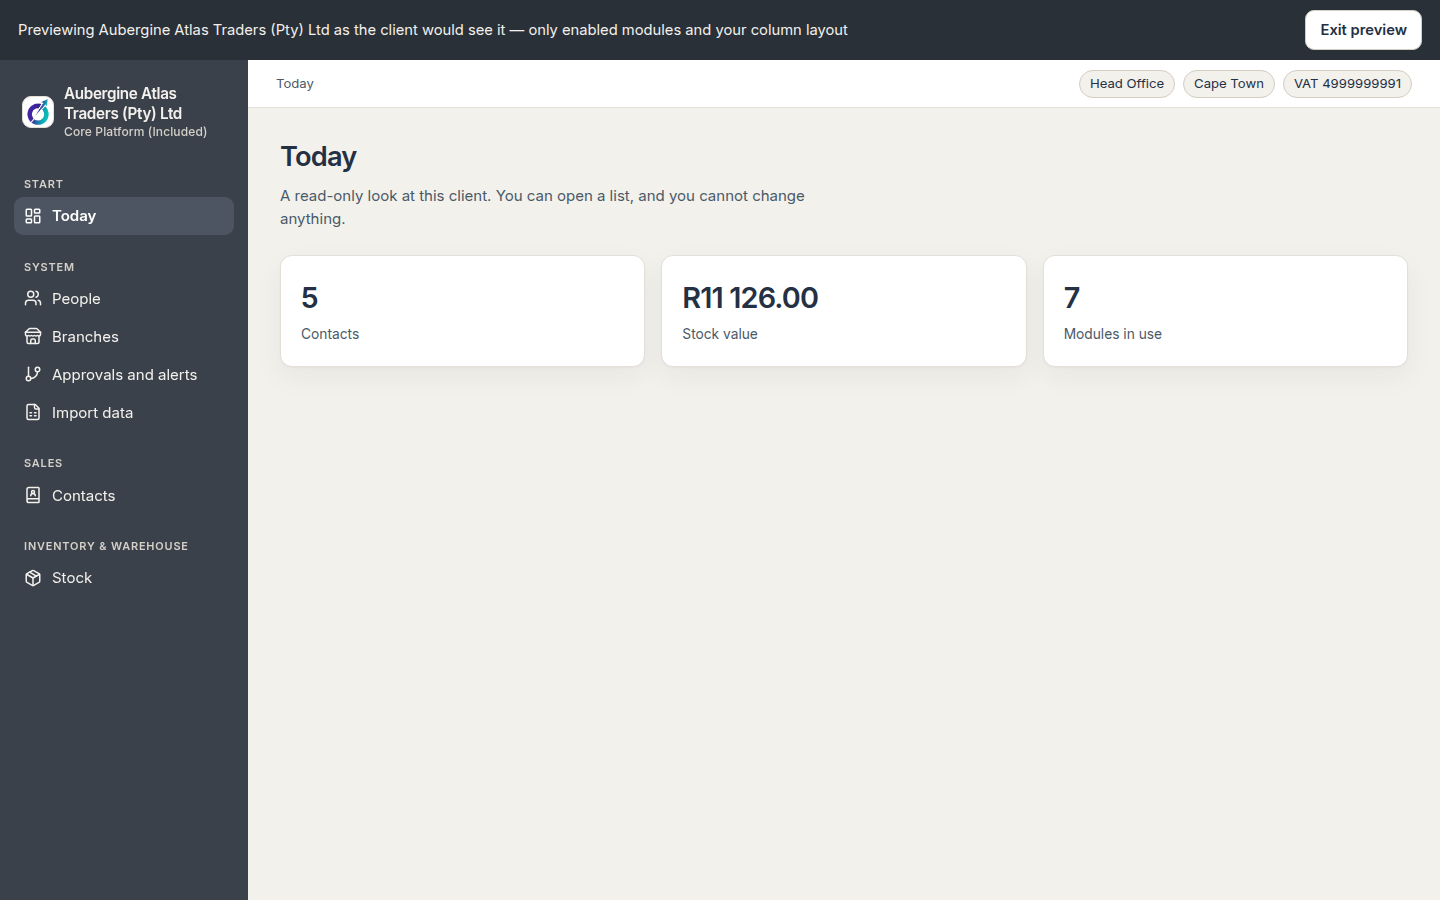 Previewing Aubergine Atlas Traders (Pty) Ltd as the client would see it — only enabled modules and your column layout
Exit preview
Aubergine Atlas
Traders (Pty) Ltd
Core Platform (Included)
START
Today
SYSTEM
People
Branches
Approvals and alerts
Import data
SALES
Contacts
INVENTORY & WAREHOUSE
Stock
Today
Head Office
Cape Town
VAT 4999999991
Today
A read-only look at this client. You can open a list, and you cannot change
anything.
5
Contacts
R11 126.00
Stock value
7
Modules in use